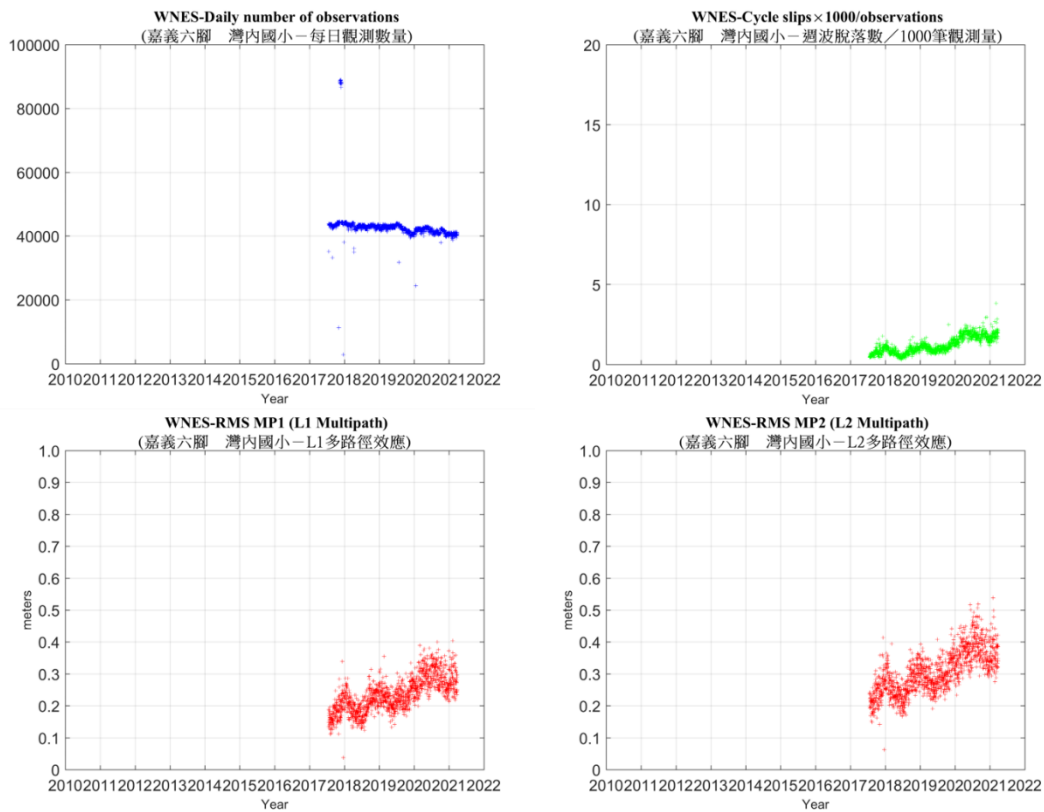 WNES-Daily number of observations
(嘉義六腳　灣內國小－每日觀測數量)
100000
80000
60000
40000
20000
0
2010 2011 2012 2013 2014 2015 2016 2017 2018 2019 2020 2021 2022
Year
WNES-Cycle slips×1000/observations
(嘉義六腳　灣內國小－週波脫落數／1000筆觀測量)
20
15
10
5
0
2010 2011 2012 2013 2014 2015 2016 2017 2018 2019 2020 2021 2022
Year
WNES-RMS MP1 (L1 Multipath)
(嘉義六腳　灣內國小－L1多路徑效應)
1.0
0.9
0.8
0.7
0.6
0.5
0.4
0.3
0.2
0.1
0
meters
2010 2011 2012 2013 2014 2015 2016 2017 2018 2019 2020 2021 2022
Year
WNES-RMS MP2 (L2 Multipath)
(嘉義六腳　灣內國小－L2多路徑效應)
1.0
0.9
0.8
0.7
0.6
0.5
0.4
0.3
0.2
0.1
0
meters
2010 2011 2012 2013 2014 2015 2016 2017 2018 2019 2020 2021 2022
Year